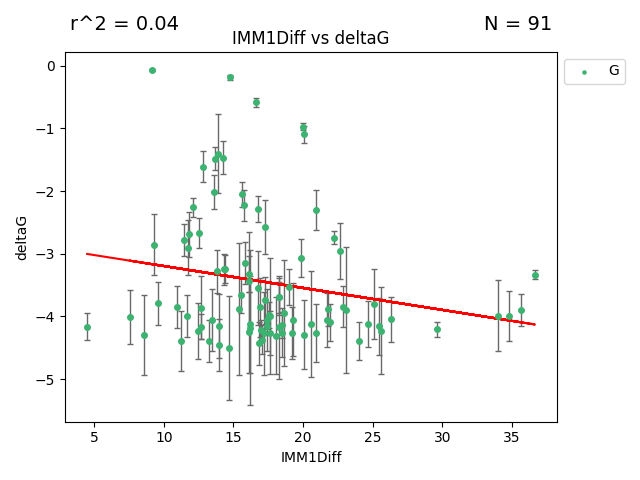 r^2 = 0.04
N = 91
IMM1Diff vs deltaG
G
deltaG
0
−1
−2
−3
−4
−5
5 10 15 20 25 30 35
IMM1Diff